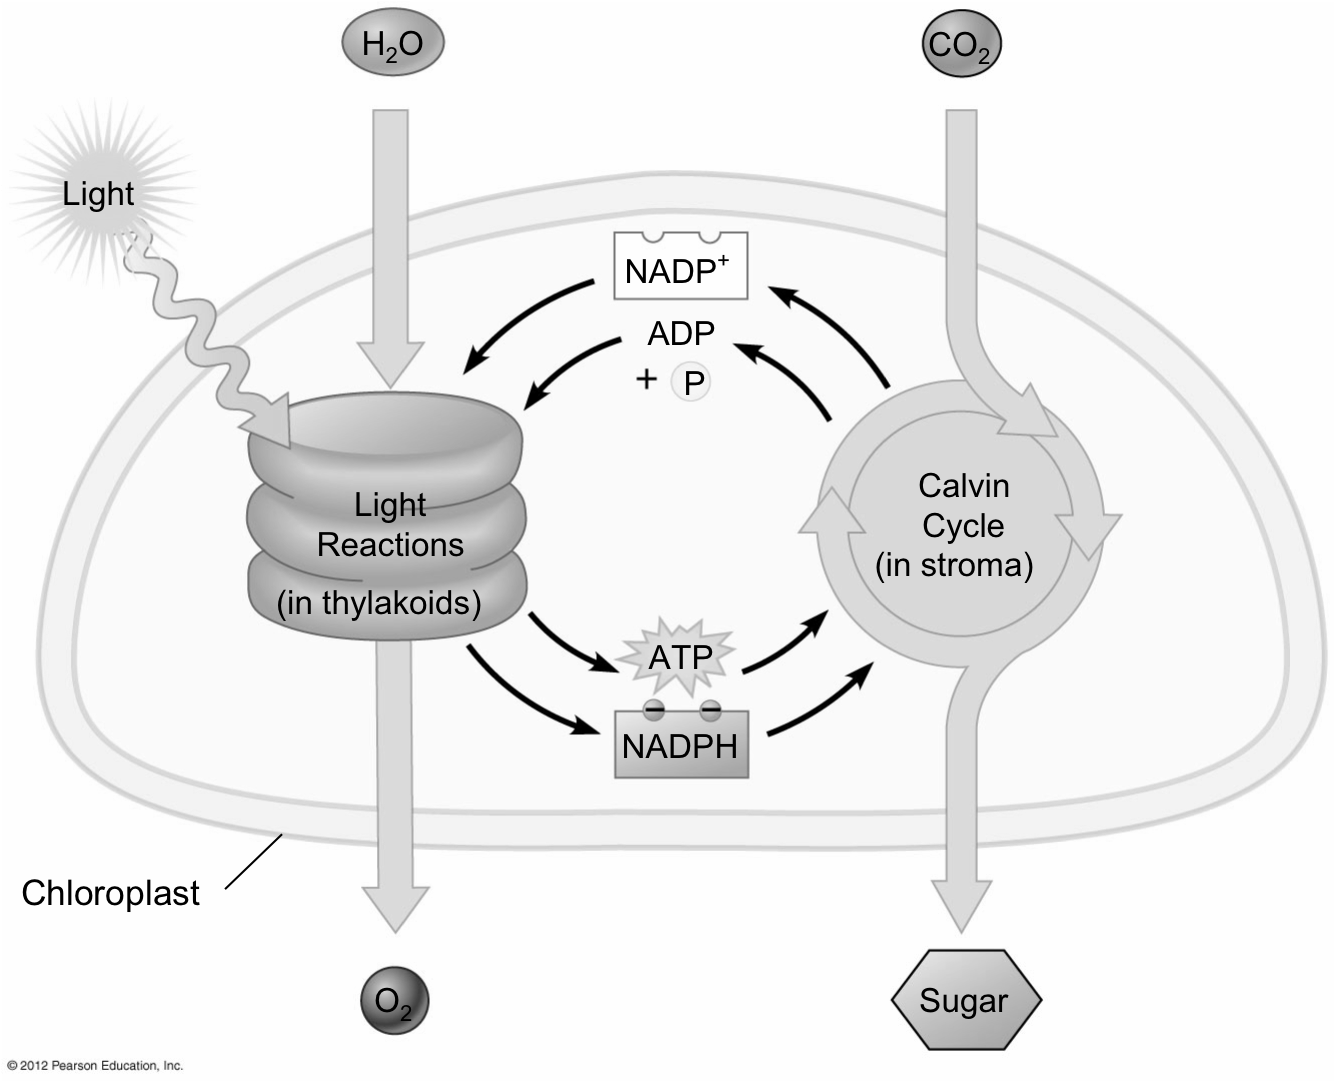 H₂O
CO₂
Light
NADP⁺
ADP
+ P
Light
Reactions
(in thylakoids)
Calvin
Cycle
(in stroma)
ATP
− −
NADPH
Chloroplast
O₂
Sugar
© 2012 Pearson Education, Inc.